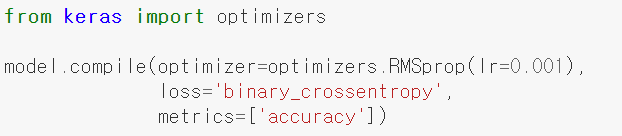 from keras import optimizers
model.compile(optimizer=optimizers.RMSprop(lr=0.001),
              loss='binary_crossentropy',
              metrics=['accuracy'])